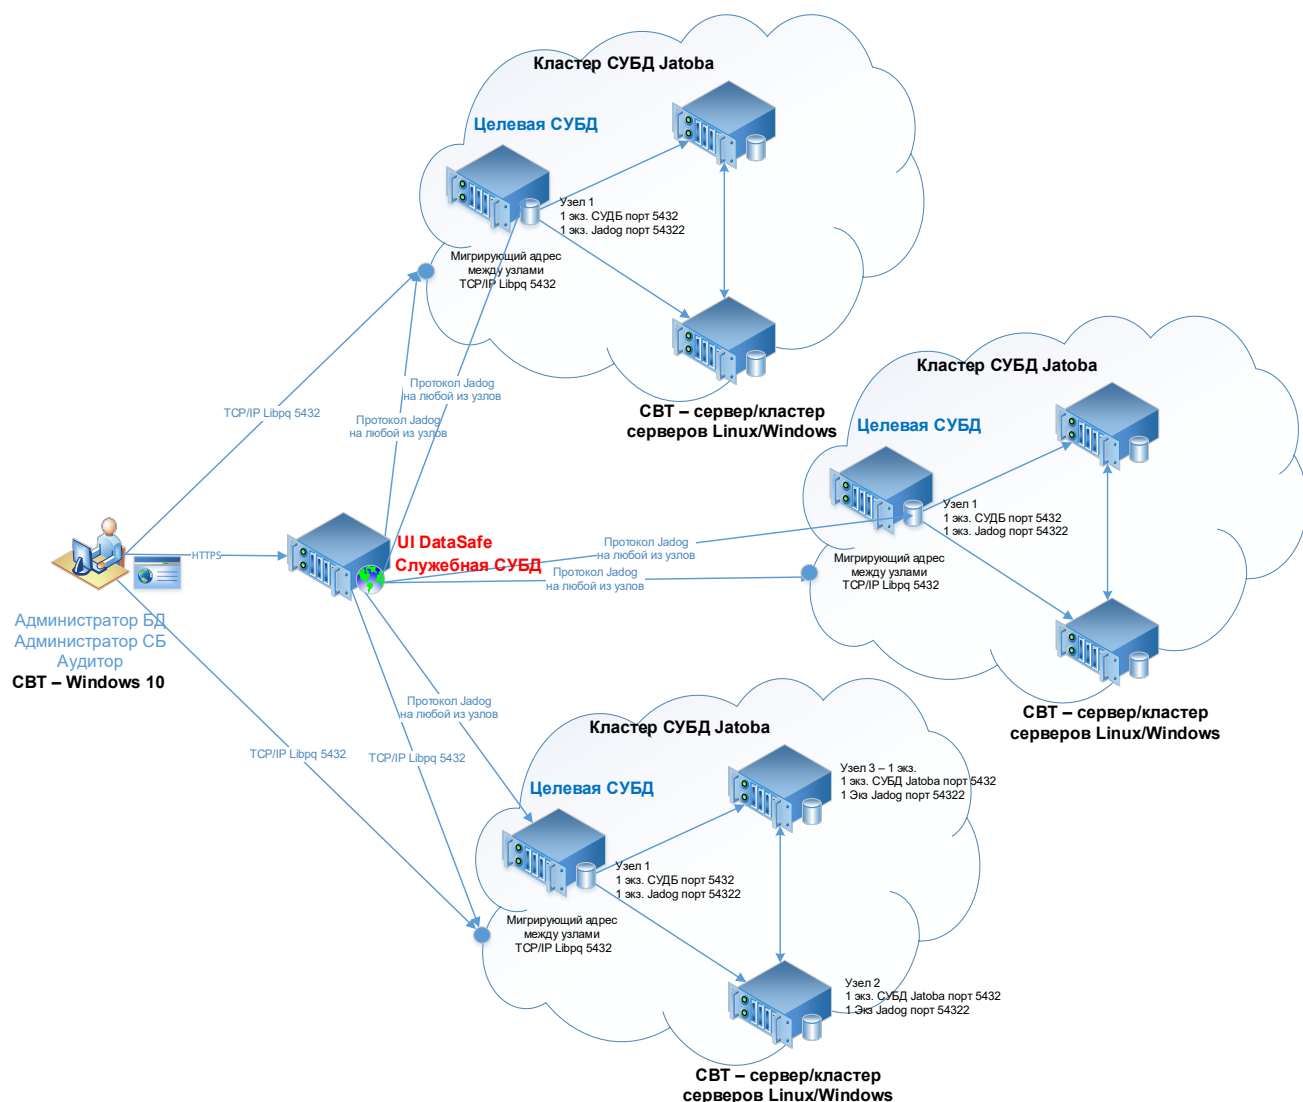 Кластер СУБД Jatoba
Целевая СУБД
Узел 1
1 экз. СУДБ порт 5432
1 экз. Jadog порт 54322
Мигрирующий адрес
между узлами
TCP/IP Libpq 5432
СВТ – сервер/кластер
серверов Linux/Windows
Протокол Jadog
на любой из узлов
TCP/IP Libpq 5432
Протокол Jadog
на любой из узлов
Кластер СУБД Jatoba
Целевая СУБД
Узел 1
1 экз. СУДБ порт 5432
1 экз. Jadog порт 54322
Мигрирующий адрес
между узлами
TCP/IP Libpq 5432
СВТ – сервер/кластер
серверов Linux/Windows
HTTPS
UI DataSafe
Служебная СУБД
Протокол Jadog
на любой из узлов
Протокол Jadog
на любой из узлов
Администратор БД
Администратор СБ
Аудитор
СВТ – Windows 10
Протокол Jadog
на любой из узлов
TCP/IP Libpq 5432
TCP/IP Libpq 5432
Кластер СУБД Jatoba
Целевая СУБД
Узел 3 – 1 экз.
1 экз. СУБД Jatoba порт 5432
1 Экз Jadog порт 54322
Узел 1
1 экз. СУДБ порт 5432
1 экз. Jadog порт 54322
Мигрирующий адрес
между узлами
TCP/IP Libpq 5432
Узел 2
1 экз. СУБД Jatoba порт 5432
1 Экз Jadog порт 54322
СВТ – сервер/кластер
серверов Linux/Windows